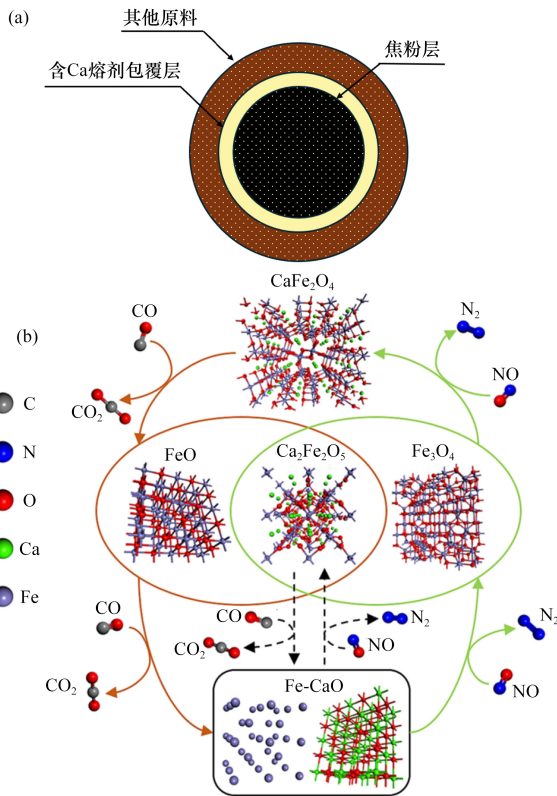 (a)
其他原料
焦粉层
含Ca熔剂包覆层
CaFe₂O₄
(b)
CO
N₂
NO
CO₂
C
N
O
Ca
Fe
FeO
Ca₂Fe₂O₅
Fe₃O₄
CO
CO₂
CO
CO₂
N₂
NO
N₂
NO
Fe-CaO